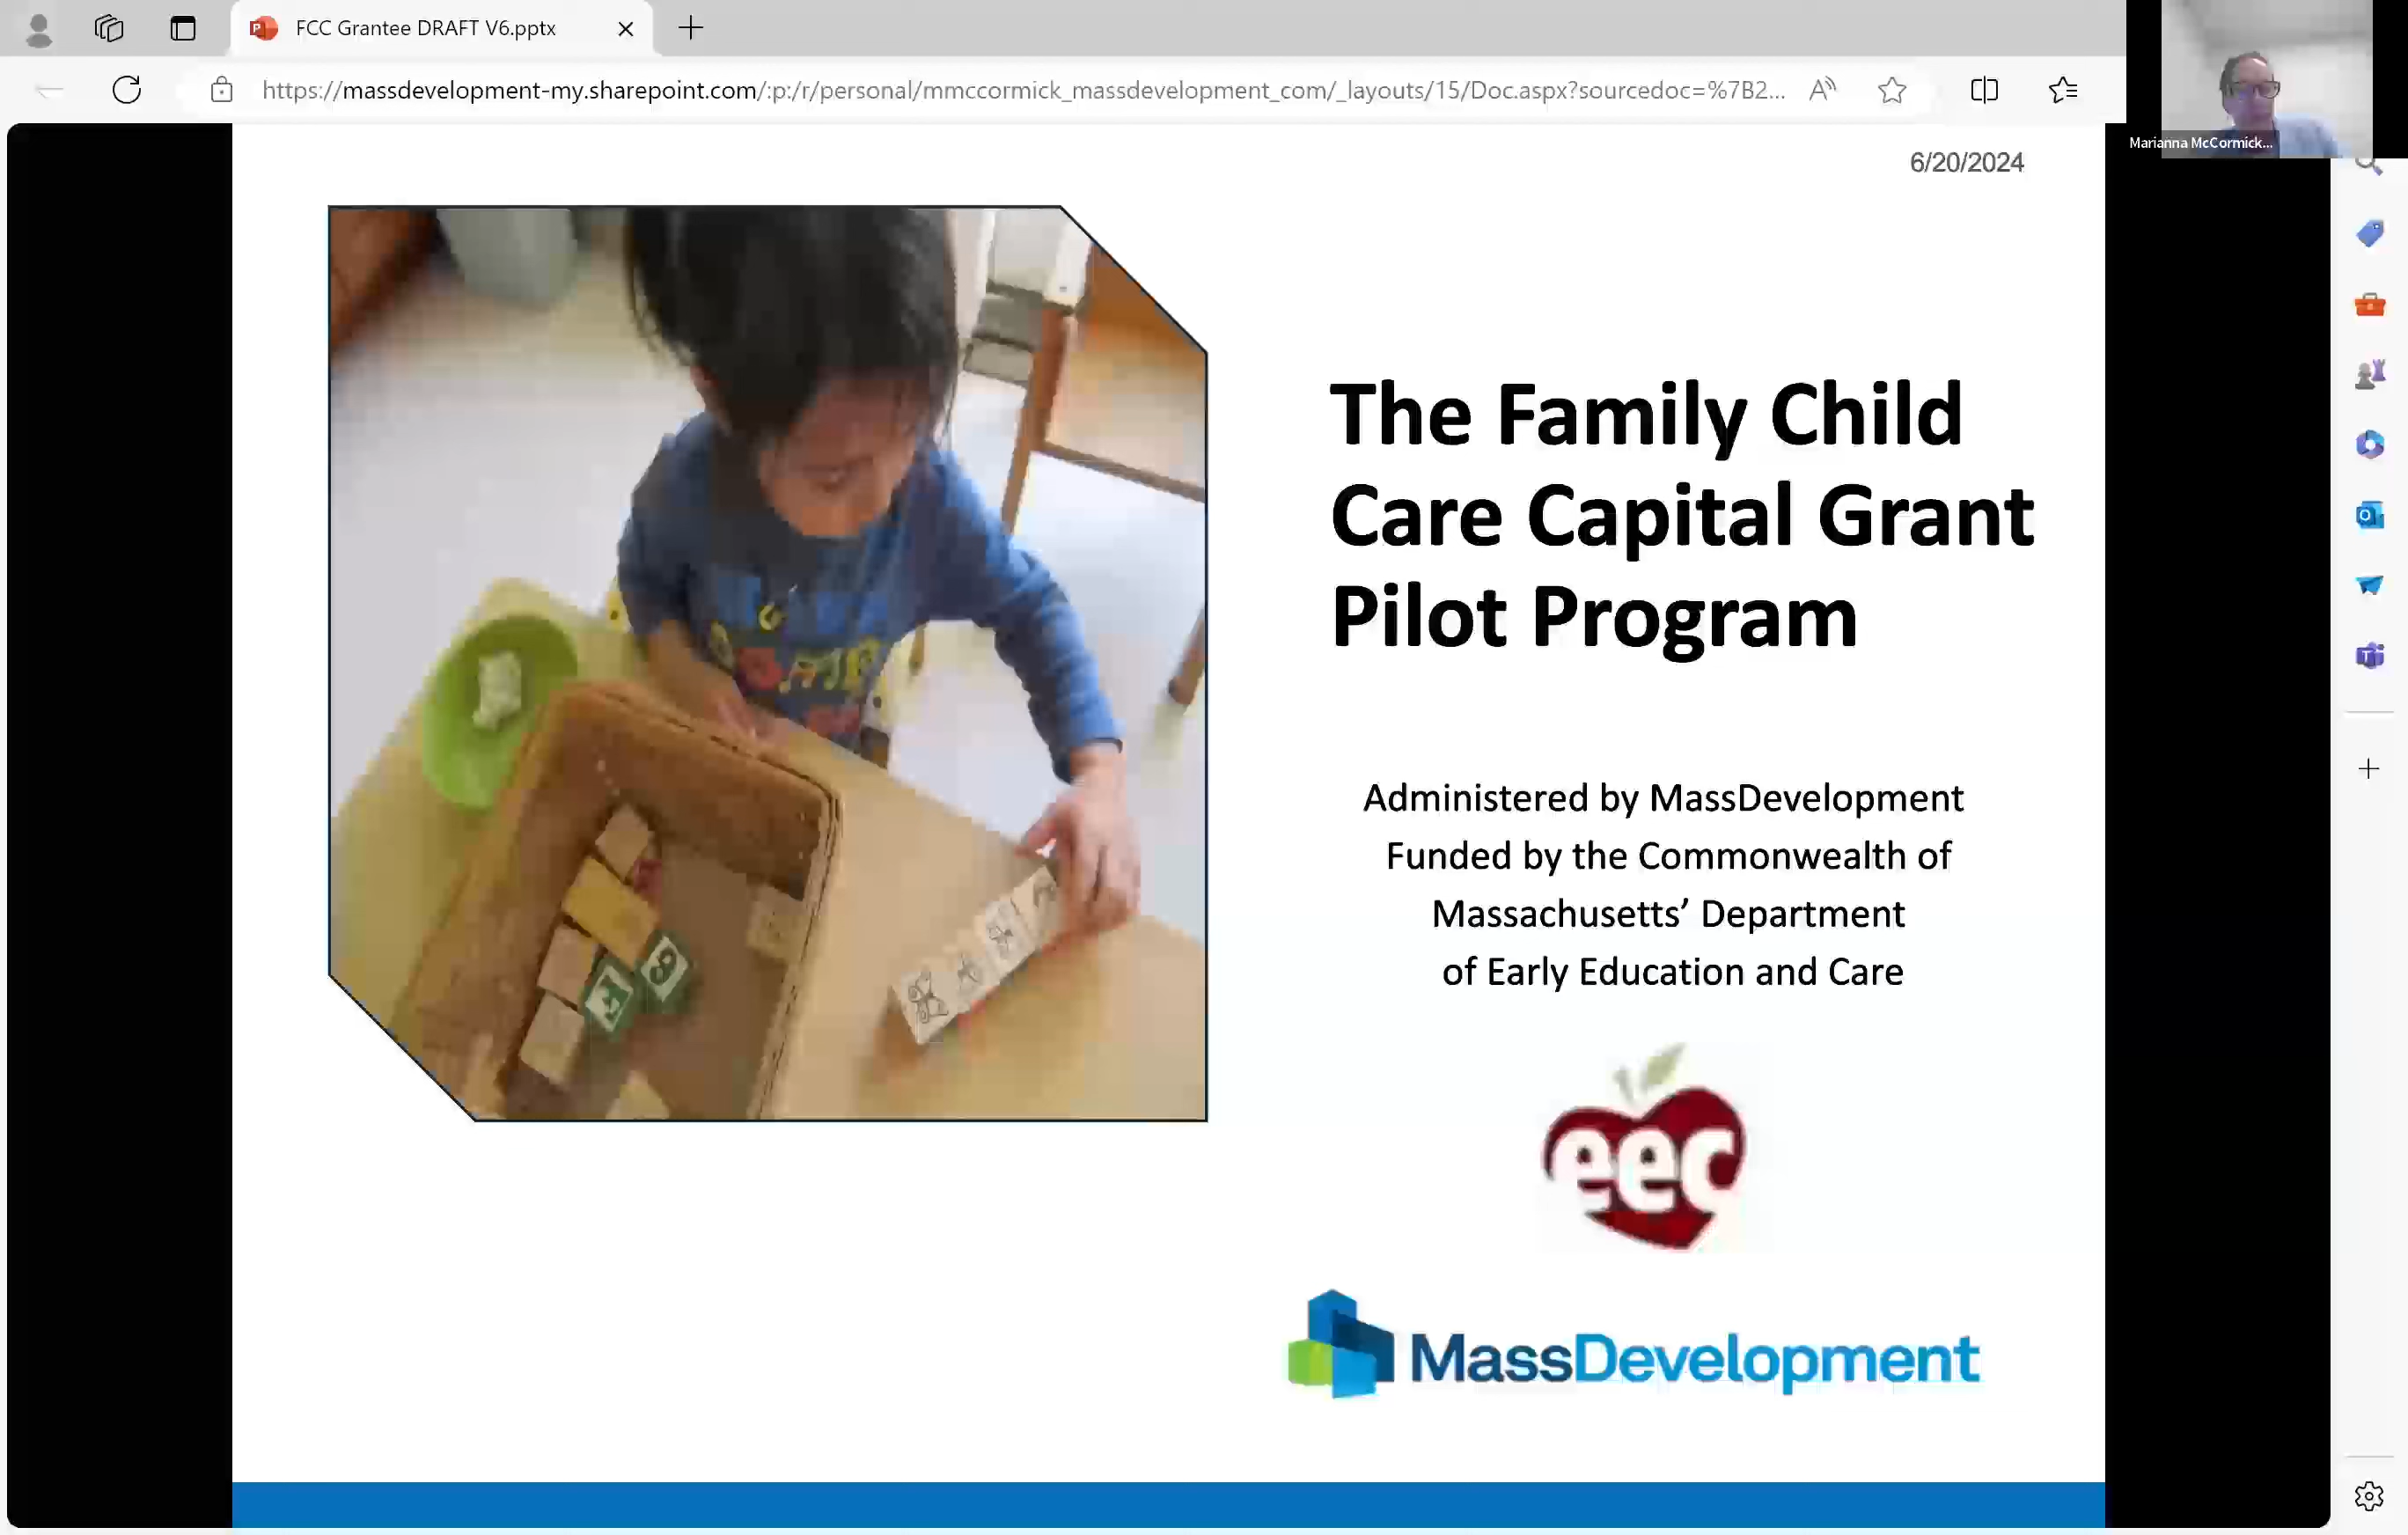 FCC Grantee DRAFT V6.pptx
https://massdevelopment-my.sharepoint.com/:p:/r/personal/mmccormick_massdevelopment_com/_layouts/15/Doc.aspx?sourcedoc=%7B2...
Marianna McCormick...
6/20/2024
The Family Child
Care Capital Grant
Pilot Program
Administered by MassDevelopment
Funded by the Commonwealth of
Massachusetts’ Department
of Early Education and Care
eec
MassDevelopment